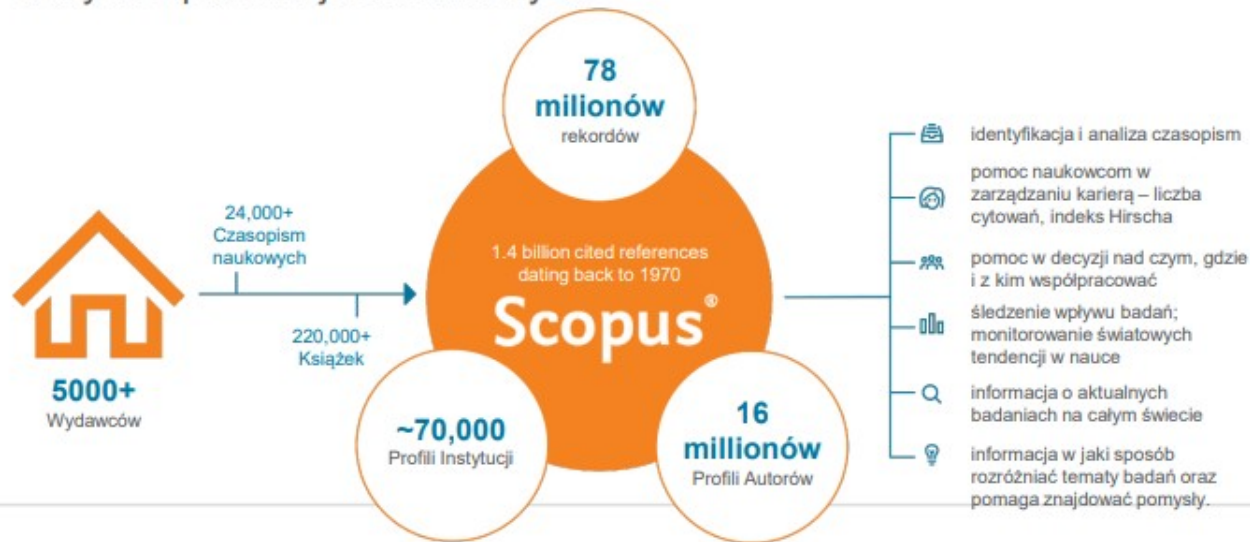 78
milionów
rekordów
24,000+
Czasopism
naukowych
220,000+
Książek
5000+
Wydawców
1.4 billion cited references
dating back to 1970
Scopus®
~70,000
Profili Instytucji
16
millionów
Profili Autorów
identyfikacja i analiza czasopism
pomoc naukowcom w
zarządzaniu karierą – liczba
cytowań, indeks Hirscha
pomoc w decyzji nad czym, gdzie
i z kim współpracować
śledzenie wpływu badań;
monitorowanie światowych
tendencji w nauce
informacja o aktualnych
badaniach na całym świecie
informacja w jaki sposób
rozróżniać tematy badań oraz
pomaga znajdować pomysły.